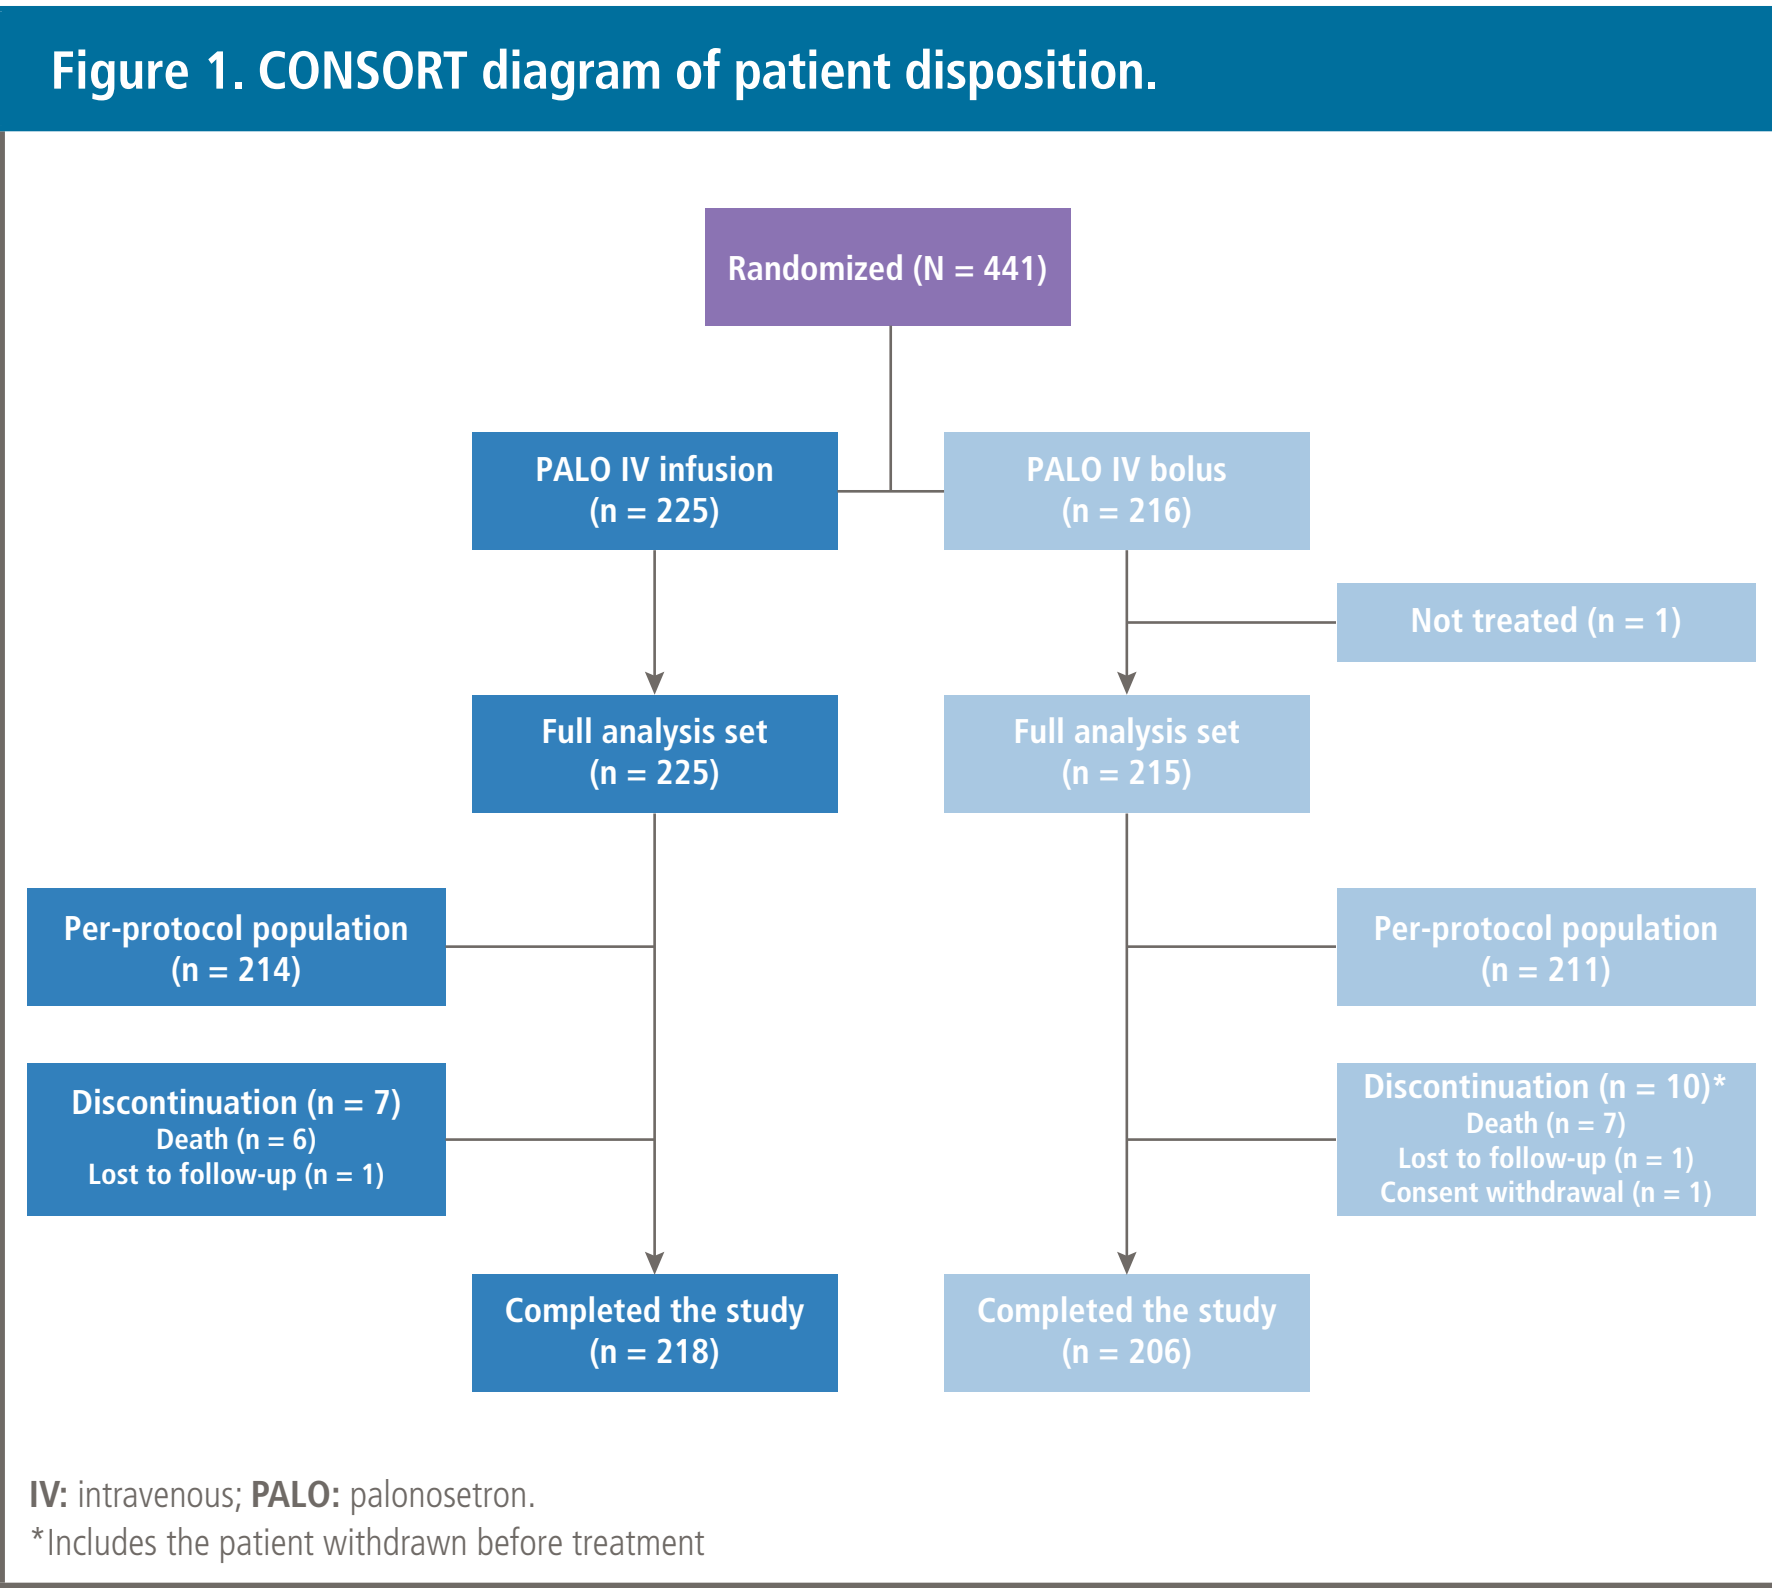 Figure 1. CONSORT diagram of patient disposition.
Randomized (N = 441)
PALO IV infusion
(n = 225)
PALO IV bolus
(n = 216)
Not treated (n = 1)
Full analysis set
(n = 225)
Full analysis set
(n = 215)
Per-protocol population
(n = 214)
Per-protocol population
(n = 211)
Discontinuation (n = 7)
Death (n = 6)
Lost to follow-up (n = 1)
Discontinuation (n = 10)*
Death (n = 7)
Lost to follow-up (n = 1)
Consent withdrawal (n = 1)
Completed the study
(n = 218)
Completed the study
(n = 206)
IV: intravenous; PALO: palonosetron.
*Includes the patient withdrawn before treatment